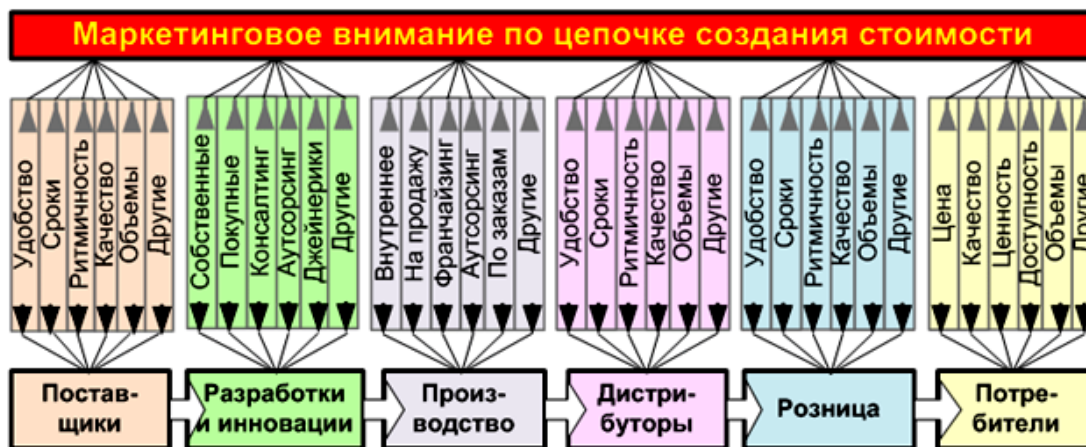 Маркетинговое внимание по цепочке создания стоимости
Удобство
Сроки
Ритмичность
Качество
Объемы
Другие
Собственные
Покупные
Консалтинг
Аутсорсинг
Джейнерики
Другие
Внутреннее
На продажу
Франчайзинг
Аутсорсинг
По заказам
Другие
Удобство
Сроки
Ритмичность
Качество
Объемы
Другие
Удобство
Сроки
Ритмичность
Качество
Объемы
Другие
Цена
Качество
Ценность
Доступность
Объемы
Другие
Постав-
щики
Разработки
и инновации
Произ-
водство
Дистри-
буторы
Розница
Потре-
бители